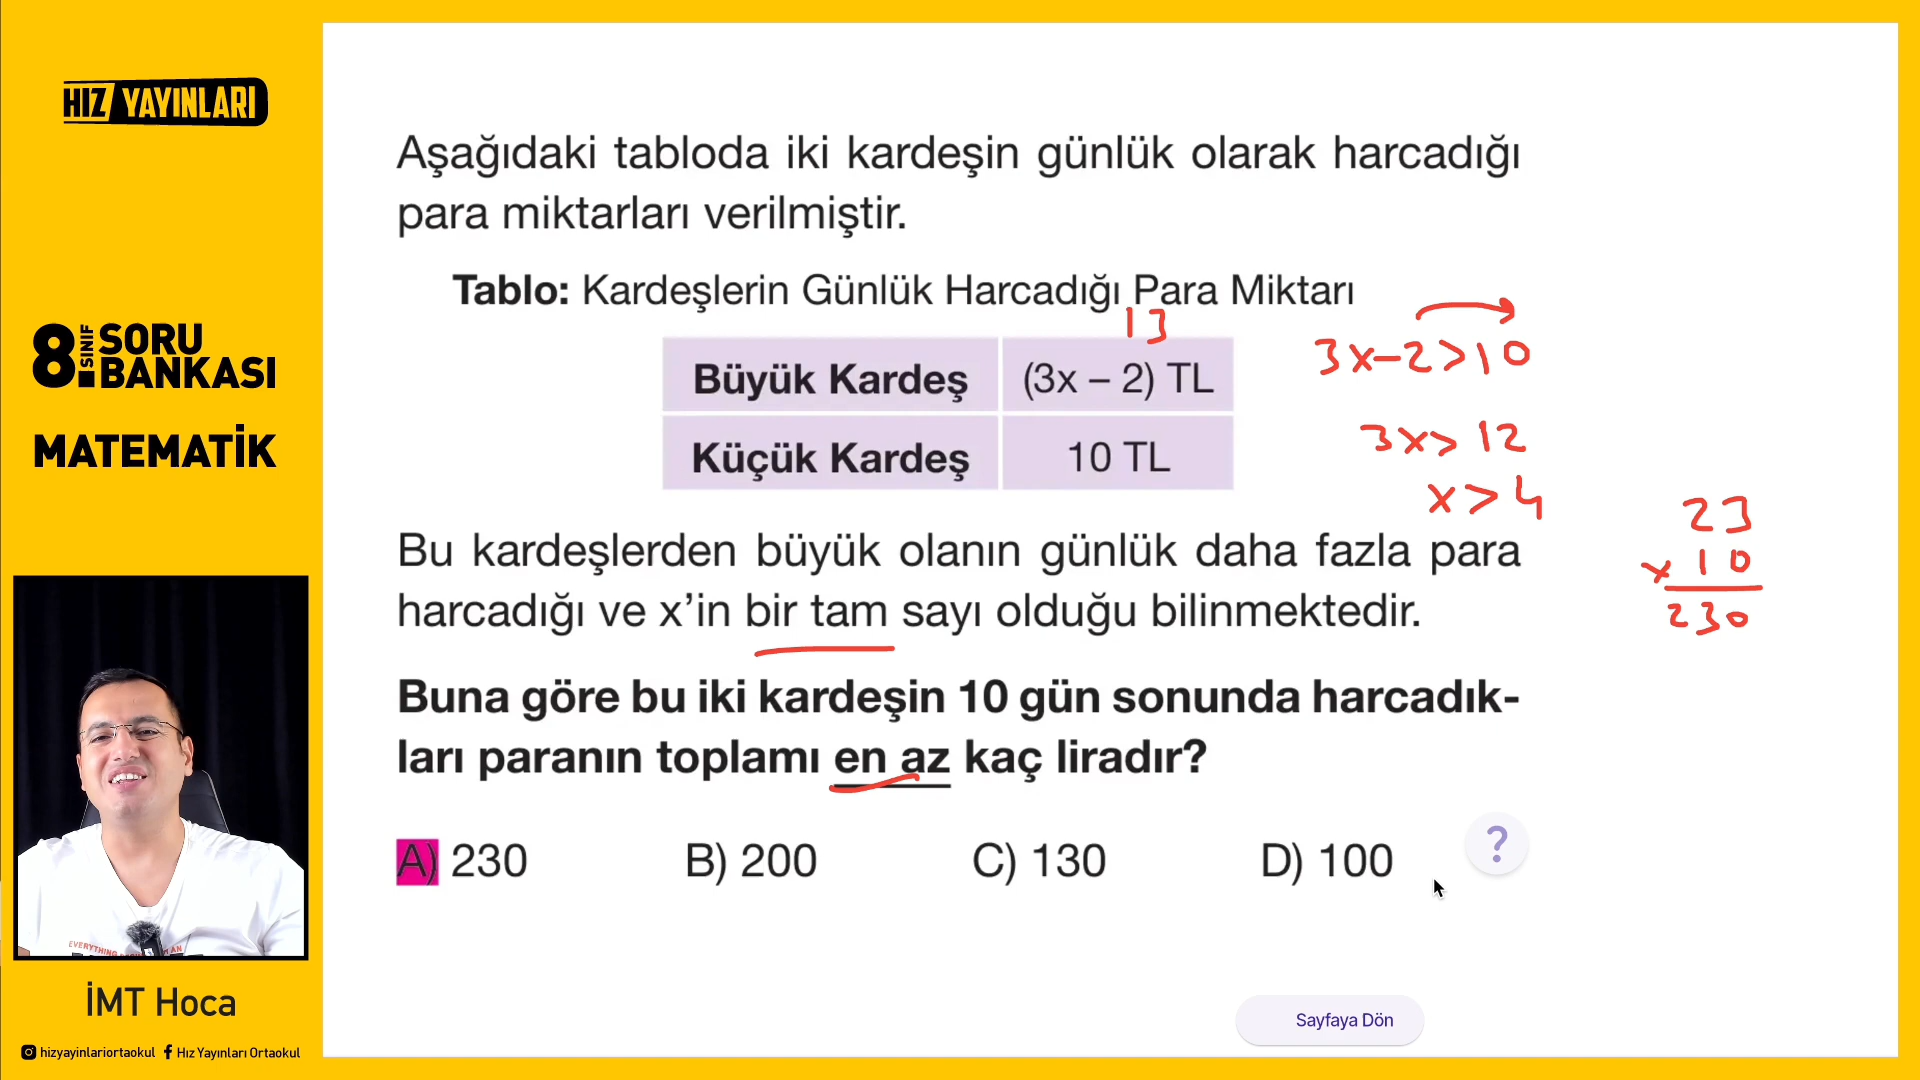 HIZ YAYINLARI
8. SINIF SORU BANKASI
MATEMATİK
EVERYTHING
İMT Hoca
hizyayinlariortaokul Hız Yayınları Ortaokul
Aşağıdaki tabloda iki kardeşin günlük olarak harcadığı
para miktarları verilmiştir.
Tablo: Kardeşlerin Günlük Harcadığı Para Miktarı
13
Büyük Kardeş (3x – 2) TL
Küçük Kardeş 10 TL
3x-2>10
3x>12
x>4
23
x 10
230
Bu kardeşlerden büyük olanın günlük daha fazla para
harcadığı ve x’in bir tam sayı olduğu bilinmektedir.
Buna göre bu iki kardeşin 10 gün sonunda harcadık-
ları paranın toplamı en az kaç liradır?
A) 230 B) 200 C) 130 D) 100
?
Sayfaya Dön